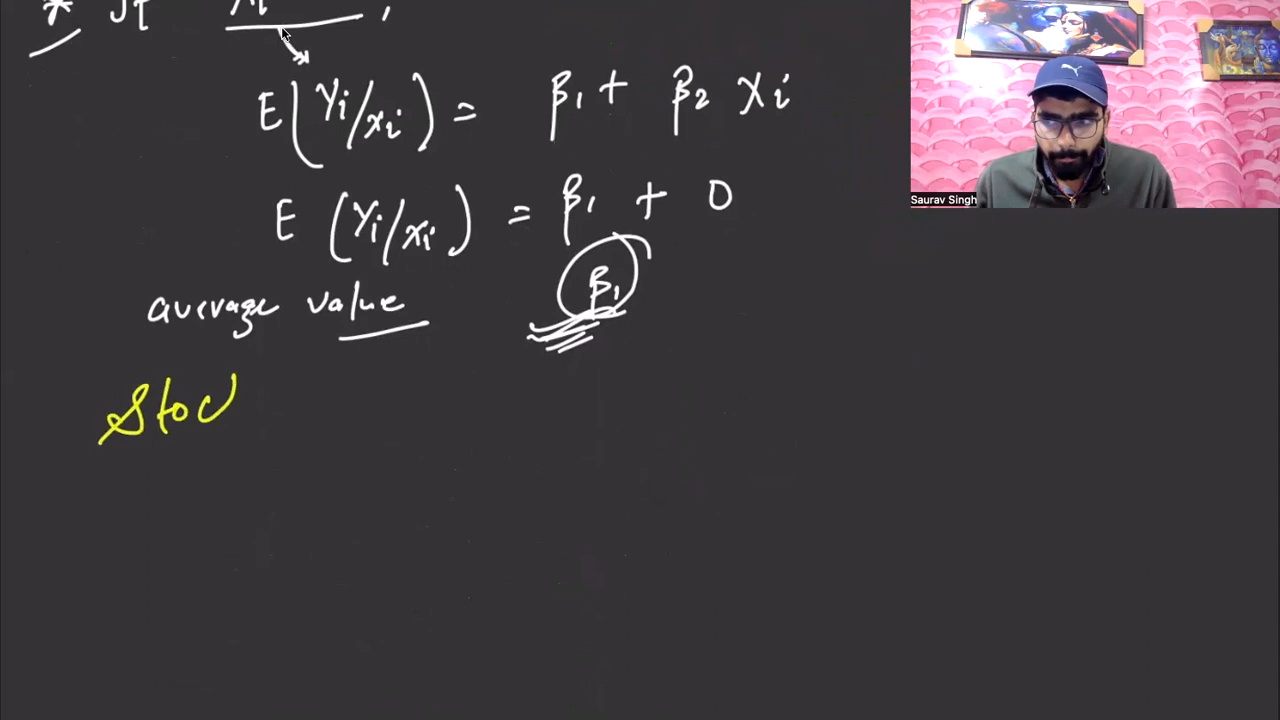 E(Yi/xi) = β1 + β2 Xi
E (Yi/xi) = β1 + 0
average value β1
Stoc
Saurav Singh